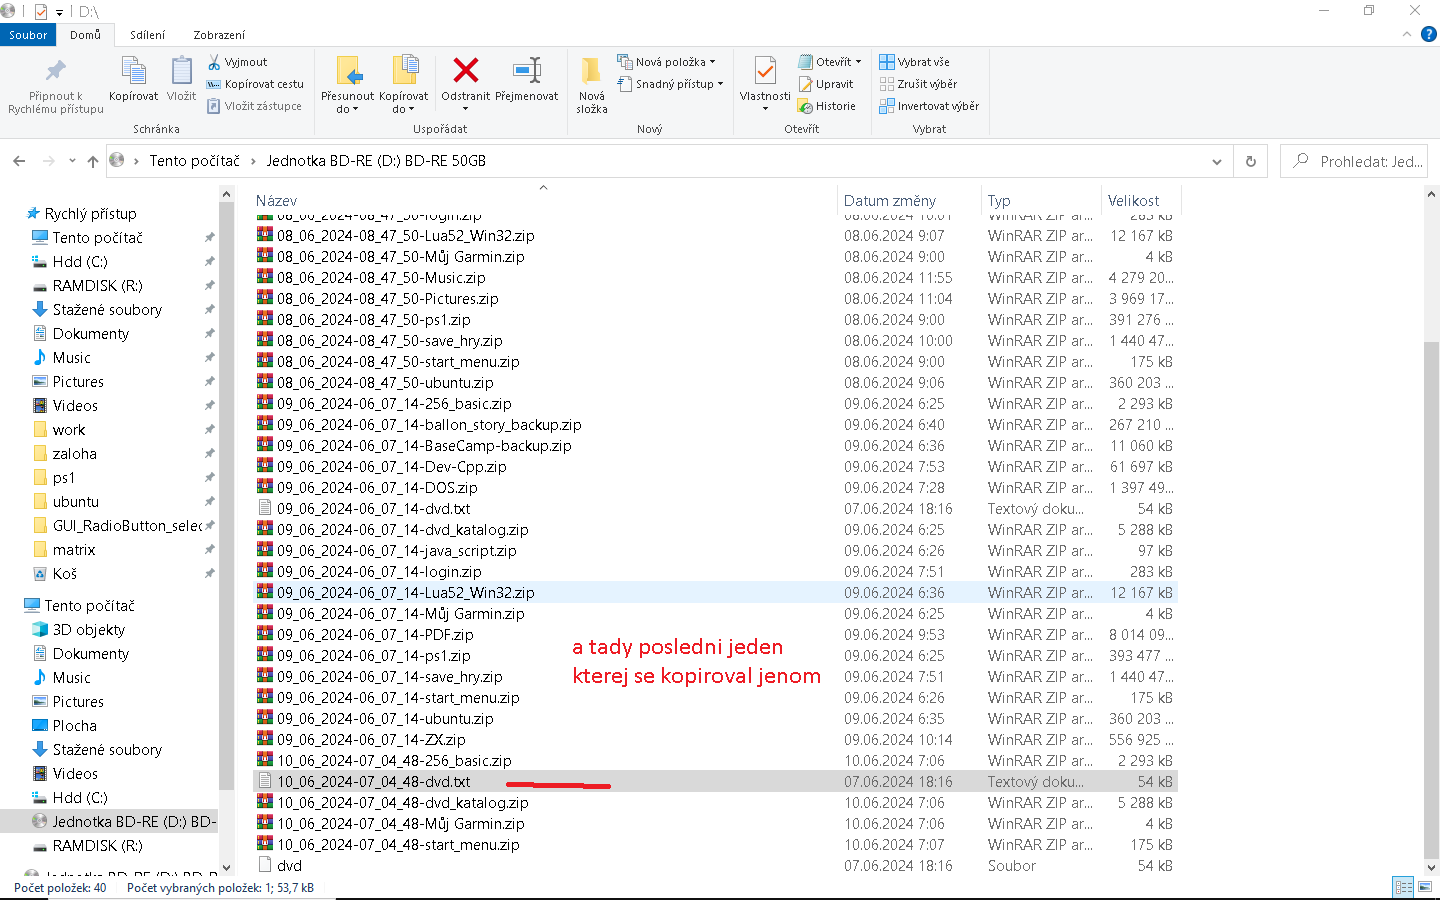 D:\
Soubor Domů Sdílení Zobrazení
Připnout k Rychlému přístupu
Kopírovat
Vložit
Vyjmout
Kopírovat cestu
Vložit zástupce
Schránka
Přesunout do
Kopírovat do
Odstranit
Přejmenovat
Uspořádat
Nová složka
Nová položka
Snadný přístup
Nový
Vlastnosti
Otevřít
Upravit
Historie
Otevřít
Vybrat vše
Zrušit výběr
Invertovat výběr
Vybrat
Tento počítač › Jednotka BD-RE (D:) BD-RE 50GB
Prohledat: Jed...
Rychlý přístup
Tento počítač
Hdd (C:)
RAMDISK (R:)
Stažené soubory
Dokumenty
Music
Pictures
Videos
work
zaloha
ps1
ubuntu
GUI_RadioButton_selec
matrix
Koš
Tento počítač
3D objekty
Dokumenty
Music
Pictures
Plocha
Stažené soubory
Videos
Hdd (C:)
Jednotka BD-RE (D:) BD-
RAMDISK (R:)
Jednotka BD-RE (D:) BD-R
Název Datum změny Typ Velikost
08_06_2024-08_47_50-login.zip 08.06.2024 10:01 WinRAR ZIP ar... 283 kB
08_06_2024-08_47_50-Lua52_Win32.zip 08.06.2024 9:07 WinRAR ZIP ar... 12 167 kB
08_06_2024-08_47_50-Můj Garmin.zip 08.06.2024 9:00 WinRAR ZIP ar... 4 kB
08_06_2024-08_47_50-Music.zip 08.06.2024 11:55 WinRAR ZIP ar... 4 279 20...
08_06_2024-08_47_50-Pictures.zip 08.06.2024 11:04 WinRAR ZIP ar... 3 969 17...
08_06_2024-08_47_50-ps1.zip 08.06.2024 9:00 WinRAR ZIP ar... 391 276 ...
08_06_2024-08_47_50-save_hry.zip 08.06.2024 10:00 WinRAR ZIP ar... 1 440 47...
08_06_2024-08_47_50-start_menu.zip 08.06.2024 9:00 WinRAR ZIP ar... 175 kB
08_06_2024-08_47_50-ubuntu.zip 08.06.2024 9:06 WinRAR ZIP ar... 360 203 ...
09_06_2024-06_07_14-256_basic.zip 09.06.2024 6:25 WinRAR ZIP ar... 2 293 kB
09_06_2024-06_07_14-ballon_story_backup.zip 09.06.2024 6:40 WinRAR ZIP ar... 267 210 ...
09_06_2024-06_07_14-BaseCamp-backup.zip 09.06.2024 6:36 WinRAR ZIP ar... 11 060 kB
09_06_2024-06_07_14-Dev-Cpp.zip 09.06.2024 7:53 WinRAR ZIP ar... 61 697 kB
09_06_2024-06_07_14-DOS.zip 09.06.2024 7:28 WinRAR ZIP ar... 1 397 49...
09_06_2024-06_07_14-dvd.txt 07.06.2024 18:16 Textový doku... 54 kB
09_06_2024-06_07_14-dvd_katalog.zip 09.06.2024 6:25 WinRAR ZIP ar... 5 288 kB
09_06_2024-06_07_14-java_script.zip 09.06.2024 6:26 WinRAR ZIP ar... 97 kB
09_06_2024-06_07_14-login.zip 09.06.2024 7:51 WinRAR ZIP ar... 283 kB
09_06_2024-06_07_14-Lua52_Win32.zip 09.06.2024 6:36 WinRAR ZIP ar... 12 167 kB
09_06_2024-06_07_14-Můj Garmin.zip 09.06.2024 6:25 WinRAR ZIP ar... 4 kB
09_06_2024-06_07_14-PDF.zip 09.06.2024 9:53 WinRAR ZIP ar... 8 014 09...
09_06_2024-06_07_14-ps1.zip 09.06.2024 6:25 WinRAR ZIP ar... 393 477 ...
09_06_2024-06_07_14-save_hry.zip 09.06.2024 7:51 WinRAR ZIP ar... 1 440 47...
09_06_2024-06_07_14-start_menu.zip 09.06.2024 6:26 WinRAR ZIP ar... 175 kB
09_06_2024-06_07_14-ubuntu.zip 09.06.2024 6:35 WinRAR ZIP ar... 360 203 ...
09_06_2024-06_07_14-ZX.zip 09.06.2024 10:14 WinRAR ZIP ar... 556 925 ...
10_06_2024-07_04_48-256_basic.zip 10.06.2024 7:06 WinRAR ZIP ar... 2 293 kB
10_06_2024-07_04_48-dvd.txt 07.06.2024 18:16 Textový doku... 54 kB
10_06_2024-07_04_48-dvd_katalog.zip 10.06.2024 7:06 WinRAR ZIP ar... 5 288 kB
10_06_2024-07_04_48-Můj Garmin.zip 10.06.2024 7:06 WinRAR ZIP ar... 4 kB
10_06_2024-07_04_48-start_menu.zip 10.06.2024 7:07 WinRAR ZIP ar... 175 kB
dvd 07.06.2024 18:16 Soubor 54 kB
a tady posledni jeden
kterej se kopiroval jenom
Počet položek: 40 Počet vybraných položek: 1; 53,7 kB